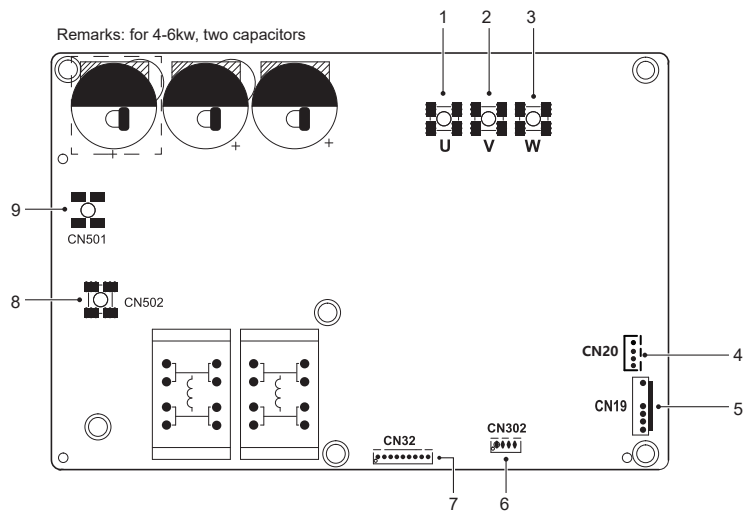 Remarks: for 4-6kw, two capacitors
1
2
3
U
V
W
9
CN501
8
CN502
CN20
4
CN19
5
CN302
CN32
7
6